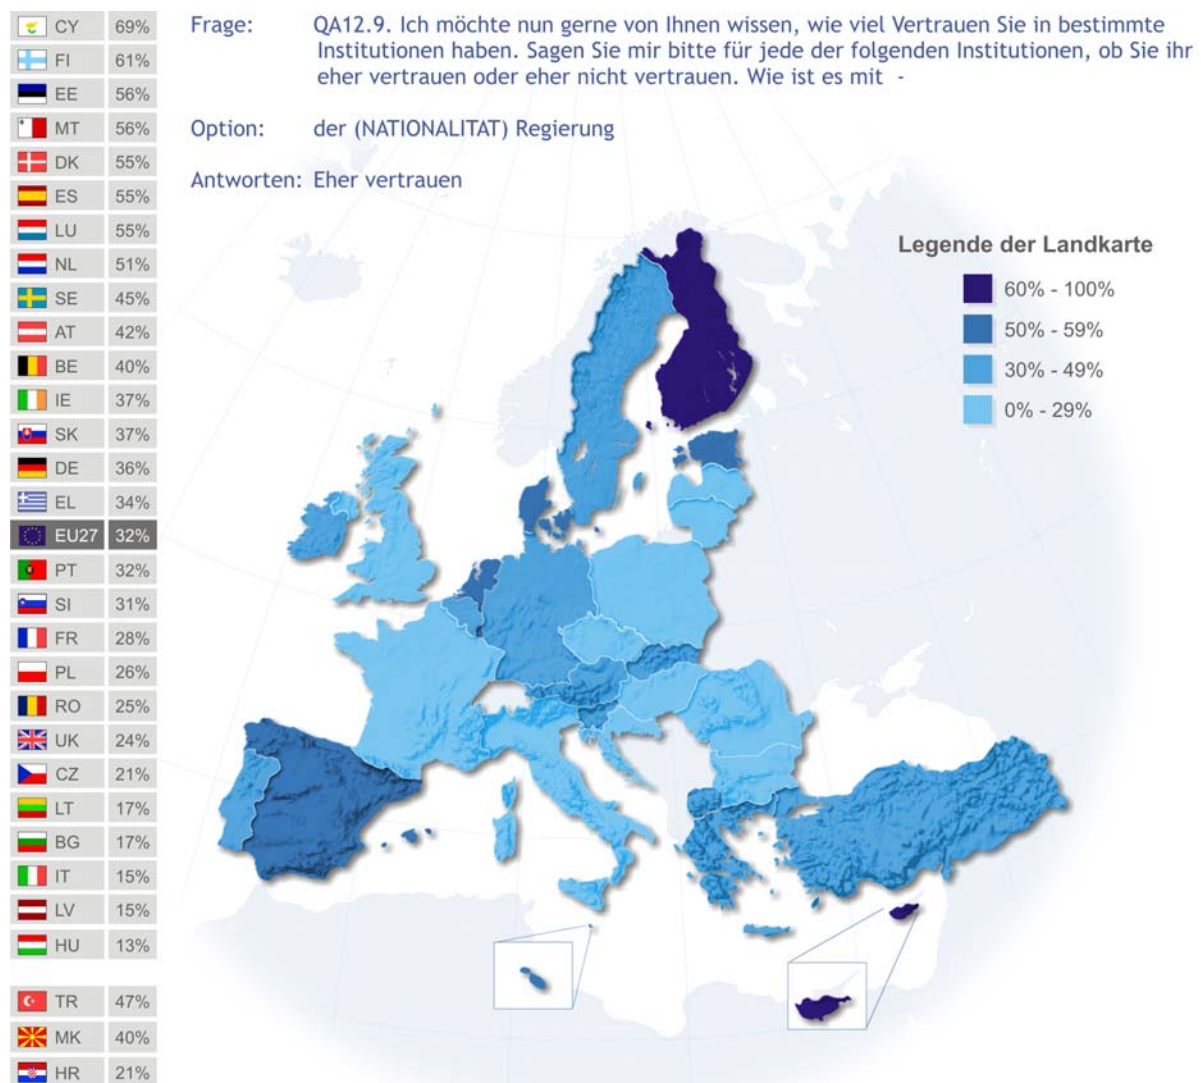 Frage: QA12.9. Ich möchte nun gerne von Ihnen wissen, wie viel Vertrauen Sie in bestimmte
Institutionen haben. Sagen Sie mir bitte für jede der folgenden Institutionen, ob Sie ihr
eher vertrauen oder eher nicht vertrauen. Wie ist es mit -
Option: der (NATIONALITAT) Regierung
Antworten: Eher vertrauen
CY 69%
FI 61%
EE 56%
MT 56%
DK 55%
ES 55%
LU 55%
NL 51%
SE 45%
AT 42%
BE 40%
IE 37%
SK 37%
DE 36%
EL 34%
EU27 32%
PT 32%
SI 31%
FR 28%
PL 26%
RO 25%
UK 24%
CZ 21%
LT 17%
BG 17%
IT 15%
LV 15%
HU 13%
TR 47%
MK 40%
HR 21%
Legende der Landkarte
60% - 100%
50% - 59%
30% - 49%
0% - 29%